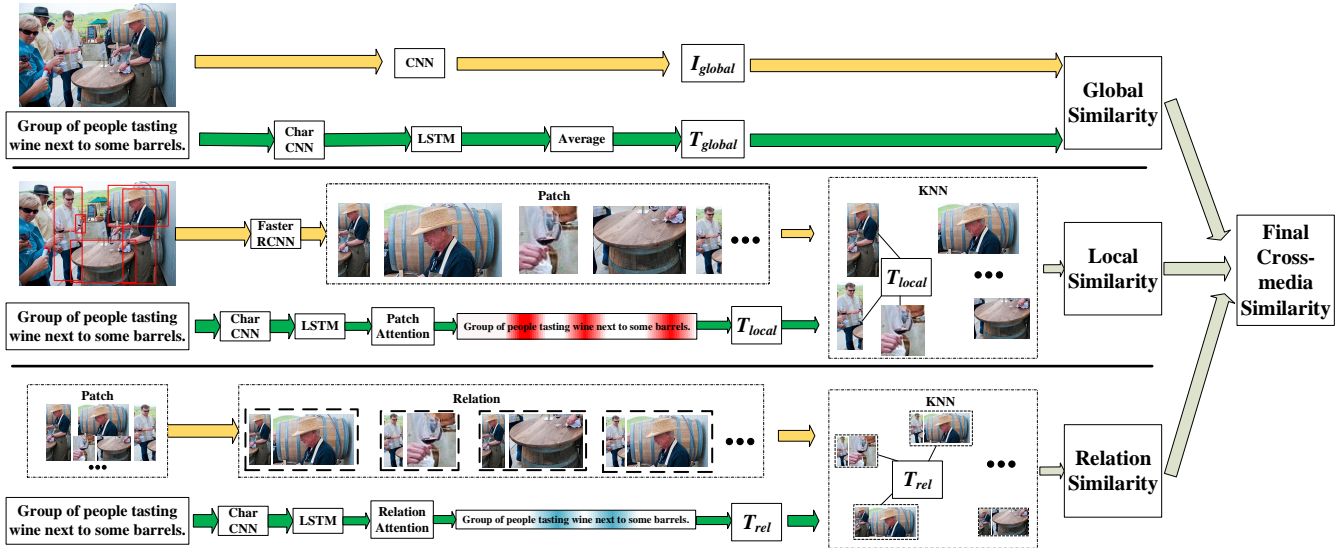 CNN
I_global
Global
Similarity
Group of people tasting
wine next to some barrels.
Char
CNN
LSTM
Average
T_global
Patch
KNN
Faster
RCNN
T_local
Local
Similarity
Final
Cross-
media
Similarity
Group of people tasting
wine next to some barrels.
Char
CNN
LSTM
Patch
Attention
Group of people tasting wine next to some barrels.
T_local
Patch
Relation
KNN
T_rel
Relation
Similarity
Group of people tasting
wine next to some barrels.
Char
CNN
LSTM
Relation
Attention
Group of people tasting wine next to some barrels.
T_rel